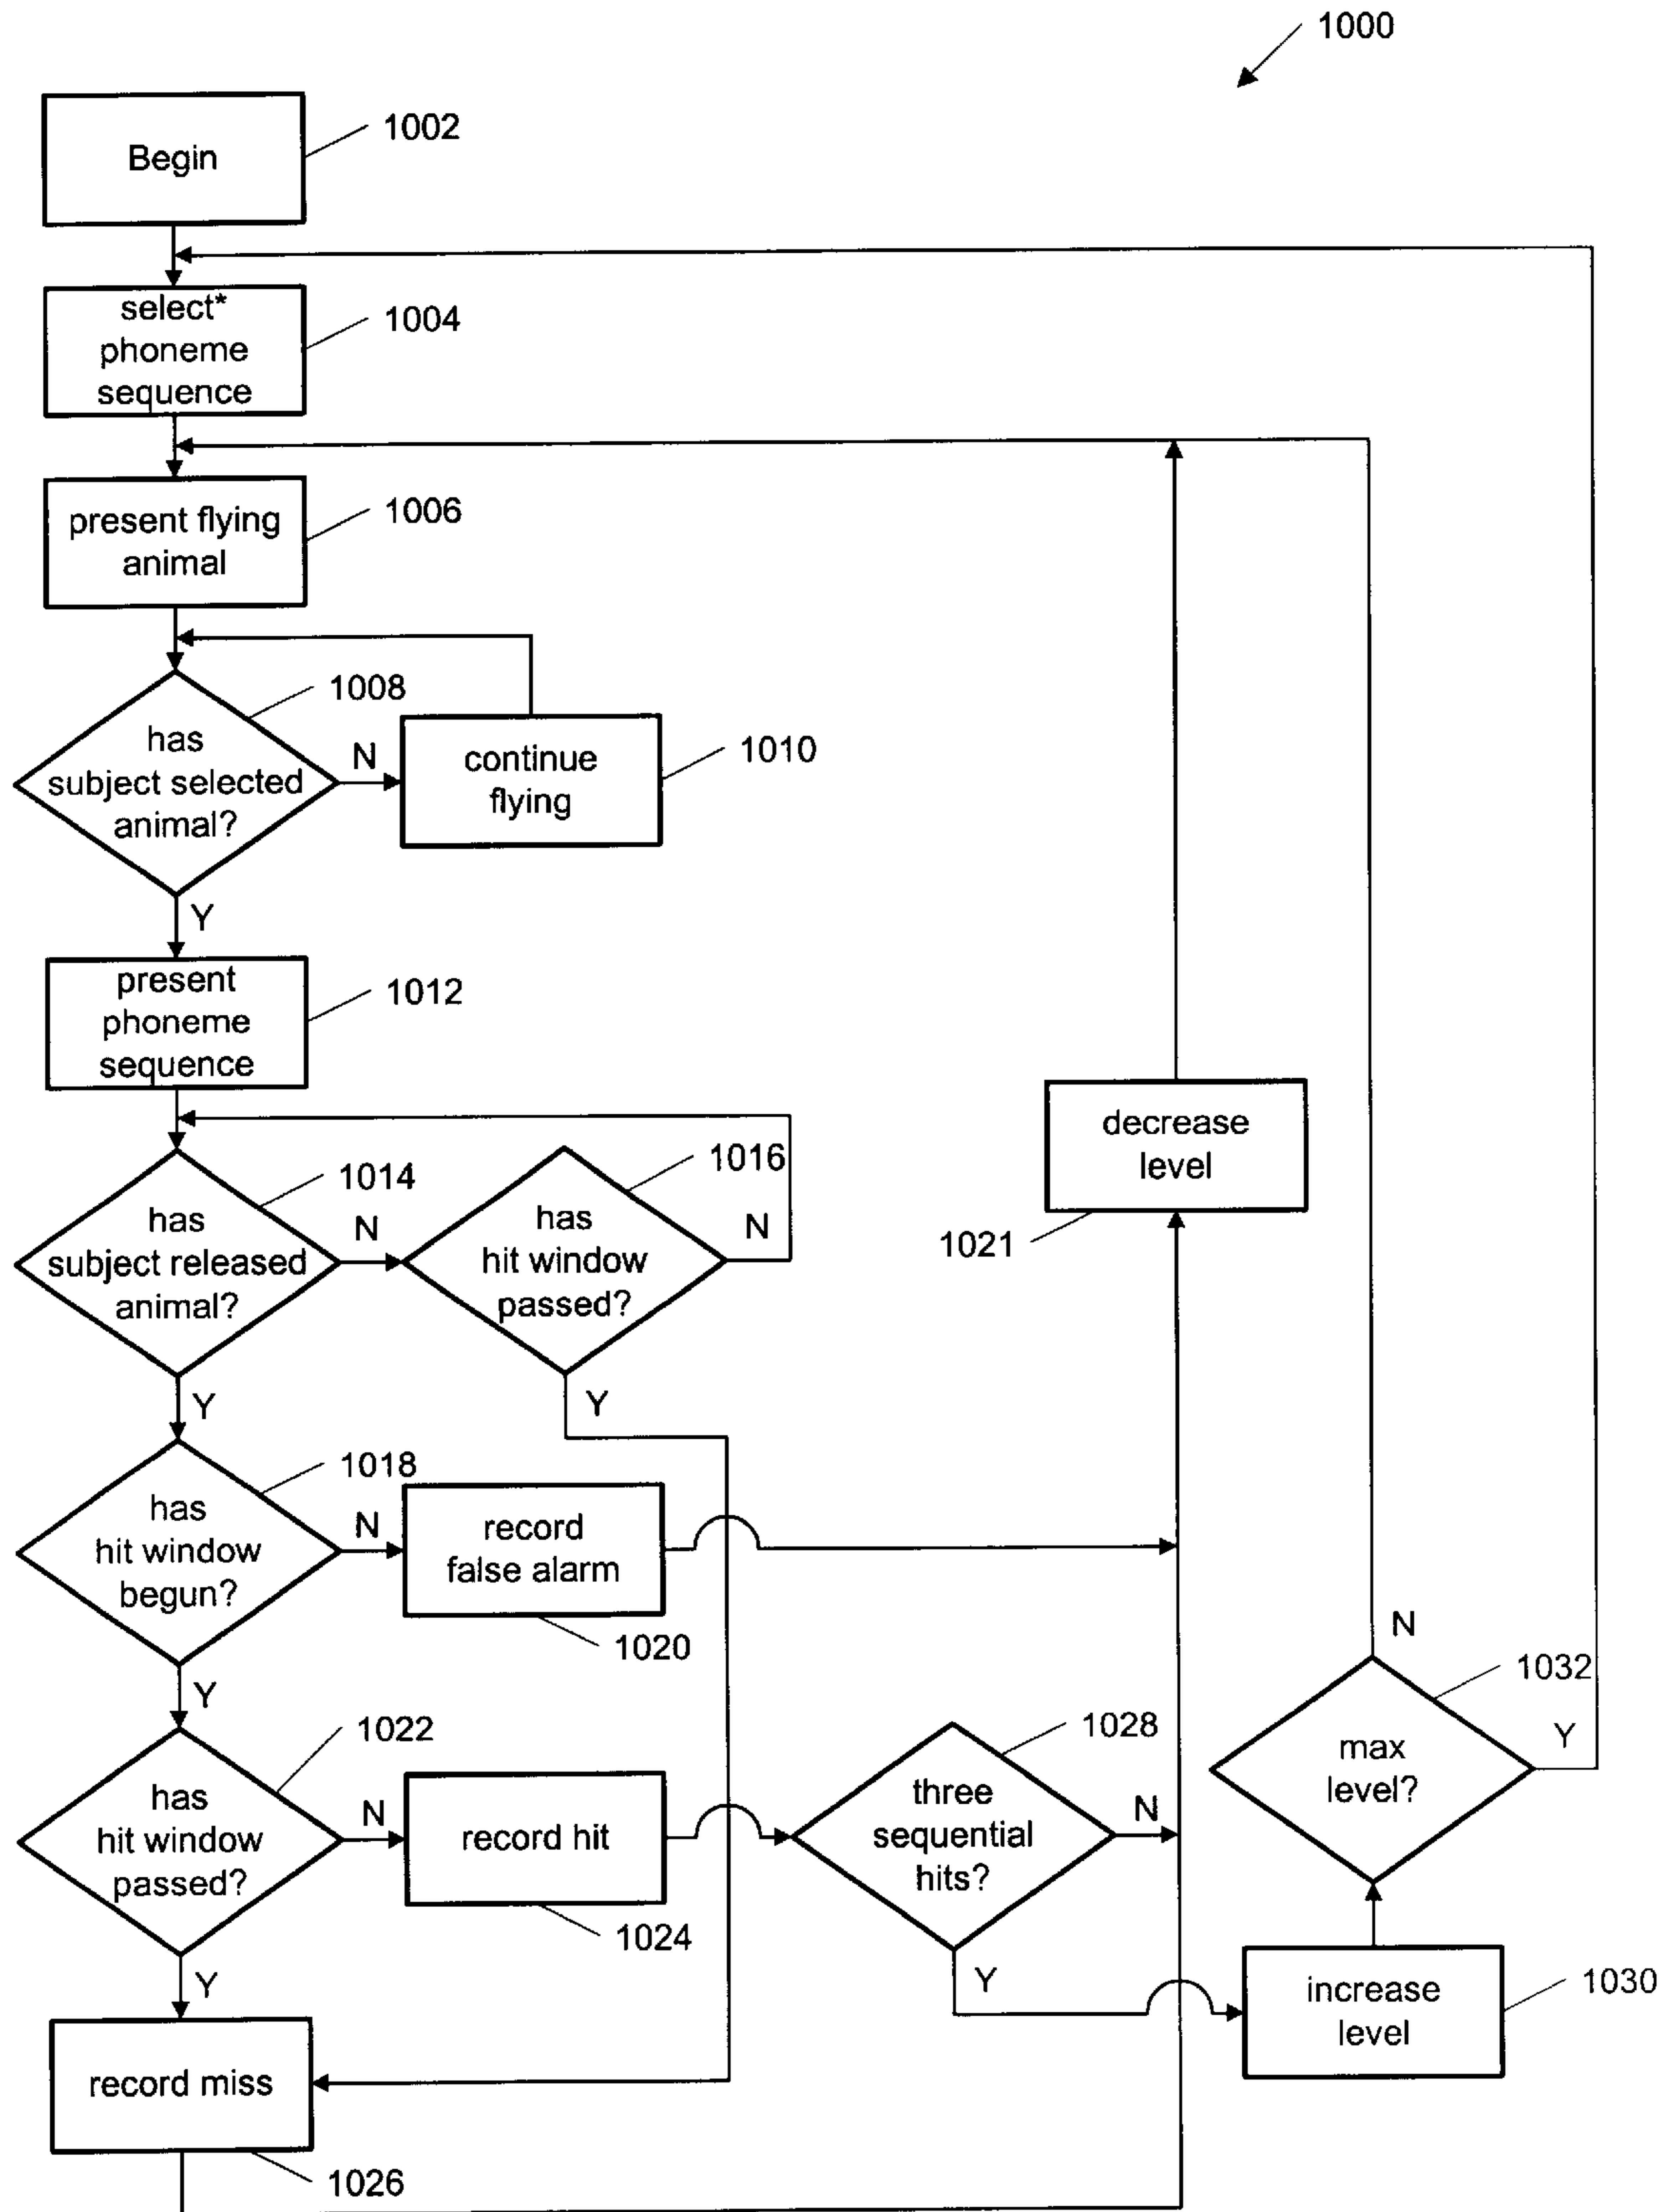 1000
Begin
1002
select*
phoneme
sequence
1004
present flying
animal
1006
has
subject selected
animal?
1008
N
continue
flying
1010
Y
present
phoneme
sequence
1012
has
subject released
animal?
1014
N
has
hit window
passed?
1016
N
decrease
level
1021
Y
Y
has
hit window
begun?
1018
N
record
false alarm
1020
Y
has
hit window
passed?
1022
N
record hit
1024
three
sequential
hits?
1028
N
max
level?
1032
N
Y
Y
Y
record miss
1026
increase
level
1030